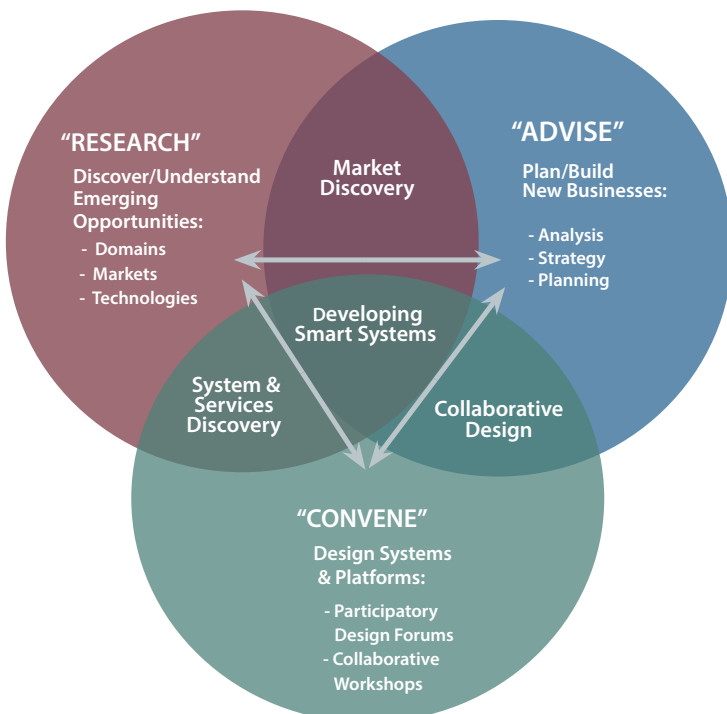 “RESEARCH”
Discover/Understand
Emerging
Opportunities:
- Domains
- Markets
- Technologies
Market
Discovery
“ADVISE”
Plan/Build
New Businesses:
- Analysis
- Strategy
- Planning
Developing
Smart Systems
System &
Services
Discovery
Collaborative
Design
“CONVENE”
Design Systems
& Platforms:
- Participatory
Design Forums
- Collaborative
Workshops